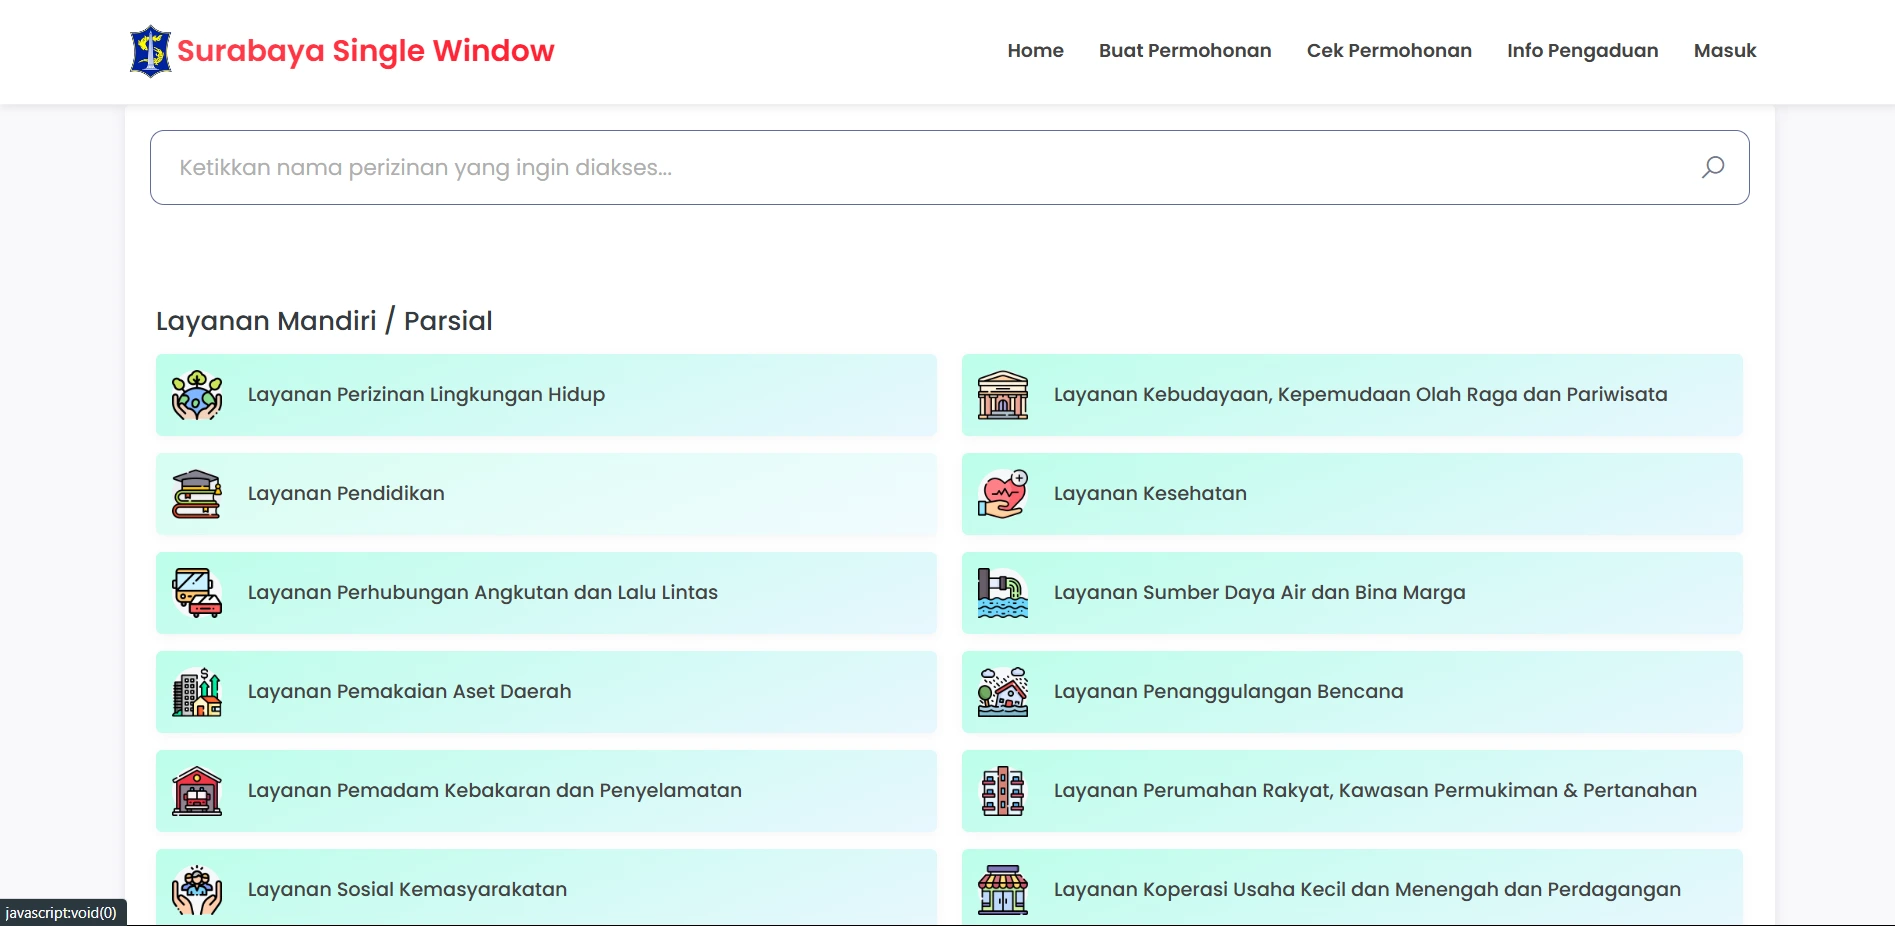 Surabaya Single Window
Home
Buat Permohonan
Cek Permohonan
Info Pengaduan
Masuk
Ketikkan nama perizinan yang ingin diakses...
Layanan Mandiri / Parsial
Layanan Perizinan Lingkungan Hidup
Layanan Kebudayaan, Kepemudaan Olah Raga dan Pariwisata
Layanan Pendidikan
Layanan Kesehatan
Layanan Perhubungan Angkutan dan Lalu Lintas
Layanan Sumber Daya Air dan Bina Marga
Layanan Pemakaian Aset Daerah
Layanan Penanggulangan Bencana
Layanan Pemadam Kebakaran dan Penyelamatan
Layanan Perumahan Rakyat, Kawasan Permukiman & Pertanahan
Layanan Sosial Kemasyarakatan
Layanan Koperasi Usaha Kecil dan Menengah dan Perdagangan
javascript:void(0)